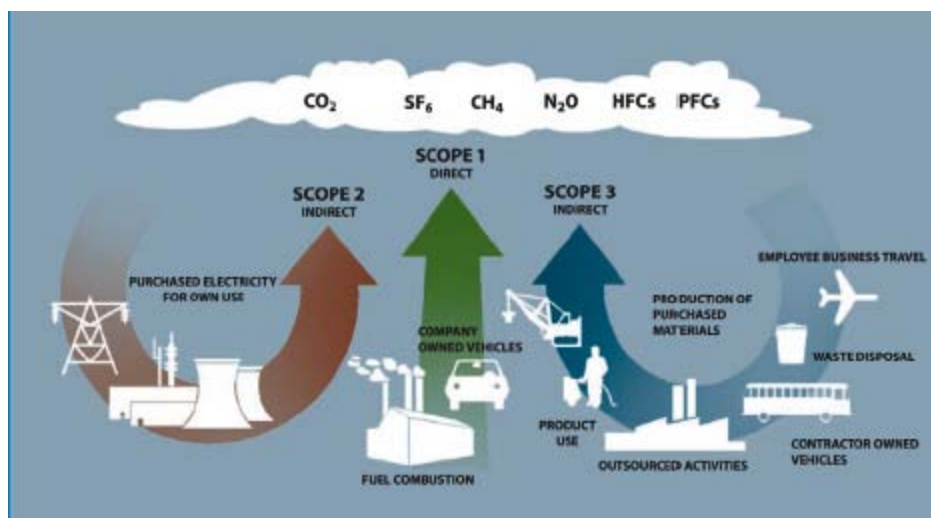 CO₂ SF₆ CH₄ N₂O HFCs PFCs
SCOPE 1
DIRECT
SCOPE 2
INDIRECT
SCOPE 3
INDIRECT
PURCHASED ELECTRICITY
FOR OWN USE
COMPANY
OWNED VEHICLES
FUEL COMBUSTION
PRODUCT
USE
PRODUCTION OF
PURCHASED
MATERIALS
OUTSOURCED ACTIVITIES
EMPLOYEE BUSINESS TRAVEL
WASTE DISPOSAL
CONTRACTOR OWNED
VEHICLES